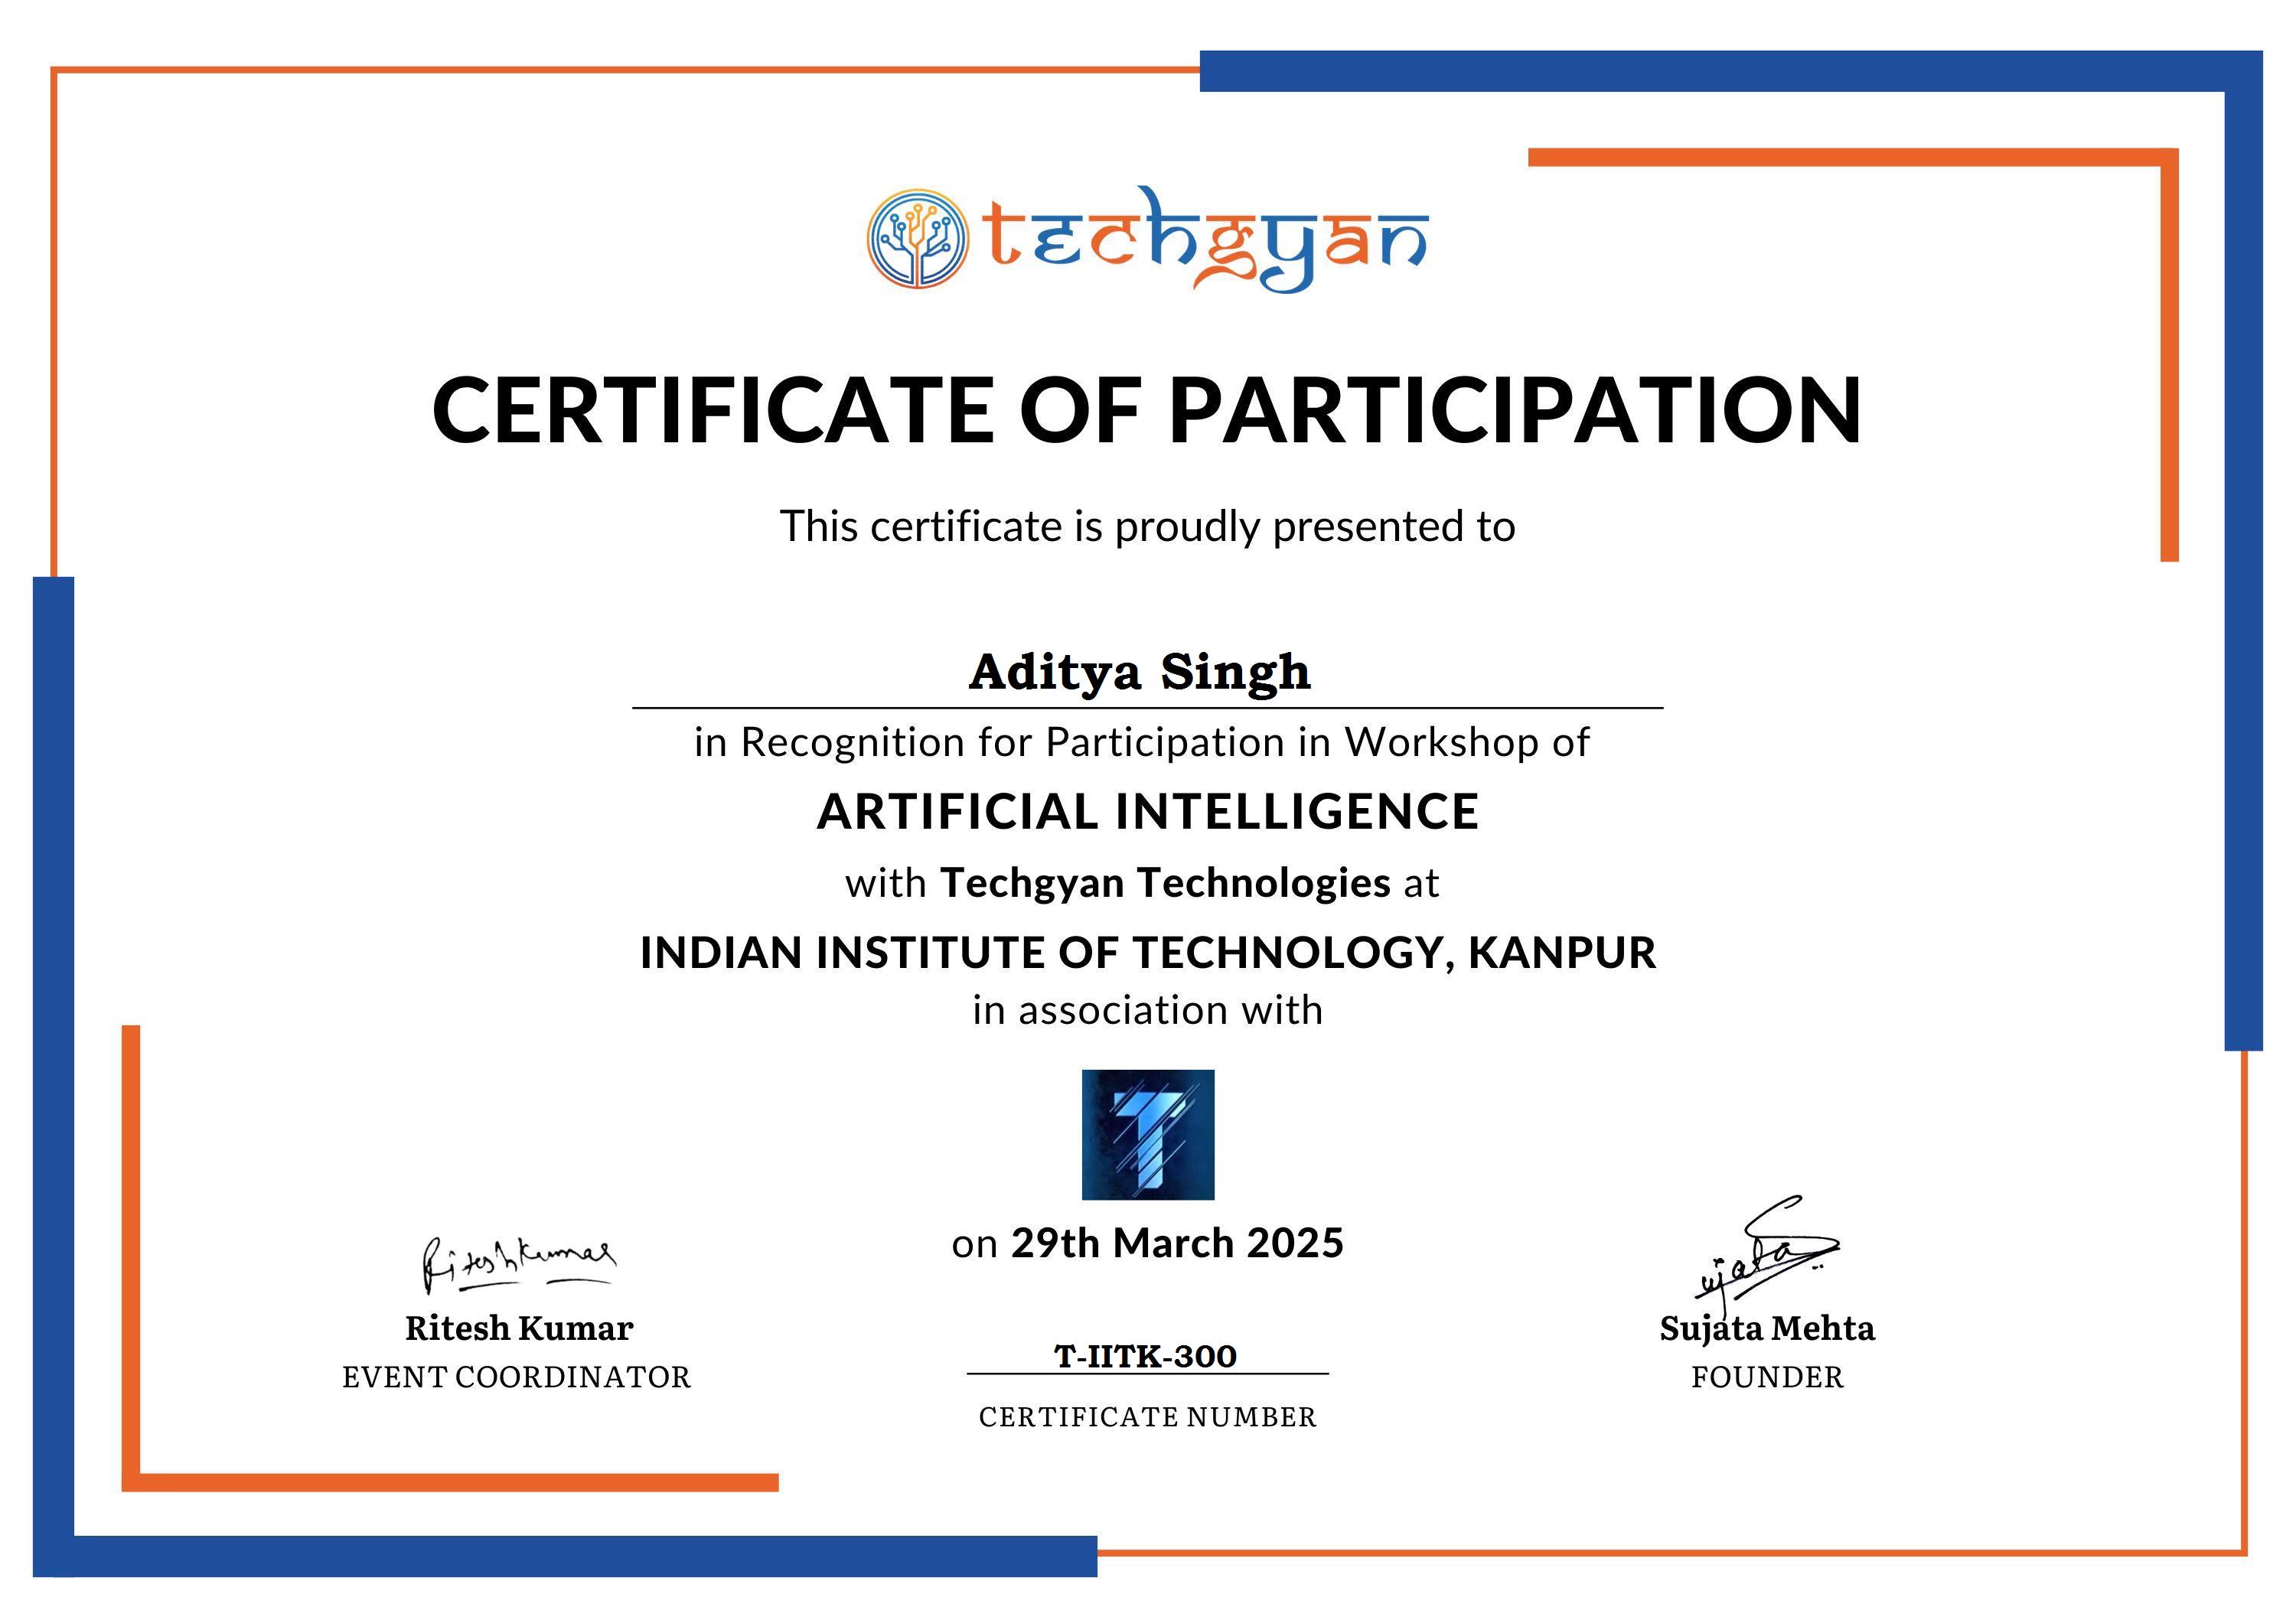 techgyan
CERTIFICATE OF PARTICIPATION
This certificate is proudly presented to
Aditya Singh
in Recognition for Participation in Workshop of
ARTIFICIAL INTELLIGENCE
with Techgyan Technologies at
INDIAN INSTITUTE OF TECHNOLOGY, KANPUR
in association with
T
on 29th March 2025
Riteshkumar
Ritesh Kumar
EVENT COORDINATOR
T-IITK-300
CERTIFICATE NUMBER
Sujata
Sujata Mehta
FOUNDER